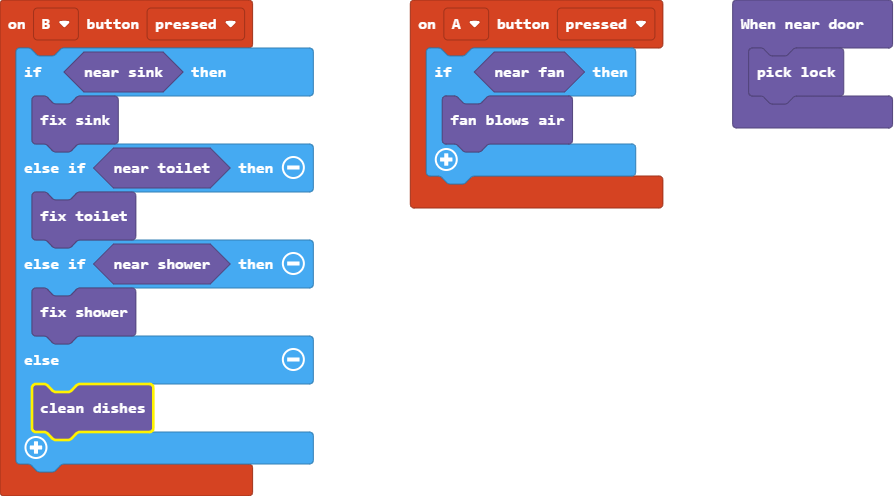 on B button pressed
if near sink then
fix sink
else if near toilet then
fix toilet
else if near shower then
fix shower
else
clean dishes
on A button pressed
if near fan then
fan blows air
When near door
pick lock